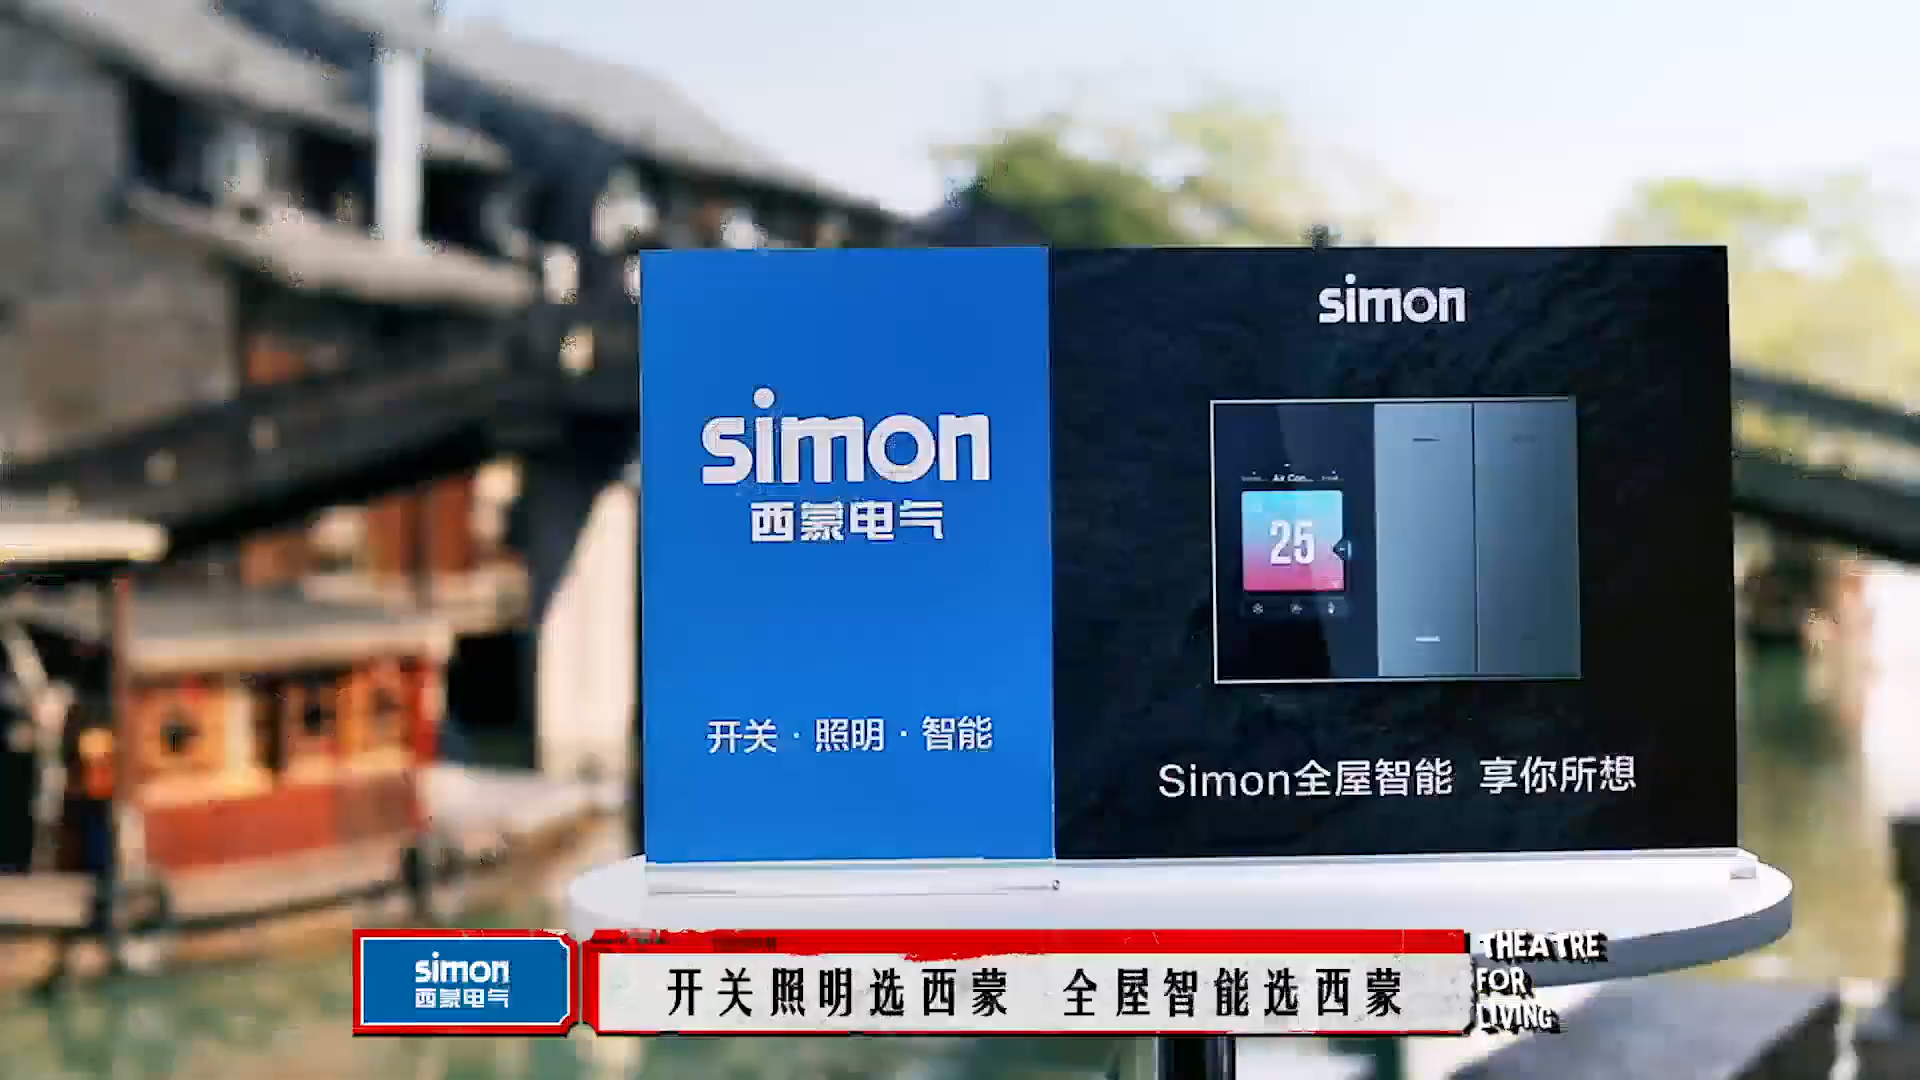 simon
西蒙电气
开关·照明·智能
simon
Air Con...
25
Simon全屋智能 享你所想
simon
西蒙电气
开关照明选西蒙 全屋智能选西蒙
THEATRE
FOR
LIVING